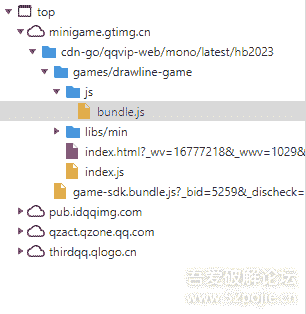 top
minigame.gtimg.cn
cdn-go/qqvip-web/mono/latest/hb2023
games/drawline-game
js
bundle.js
libs/min
index.html?_wv=16777218&_wwv=1029&
index.js
game-sdk.bundle.js?_bid=5259&_discheck=
pub.idqqimg.com
qzact.qzone.qq.com
thirdqq.qlogo.cn
吾爱破解论坛
www.52pojie.cn